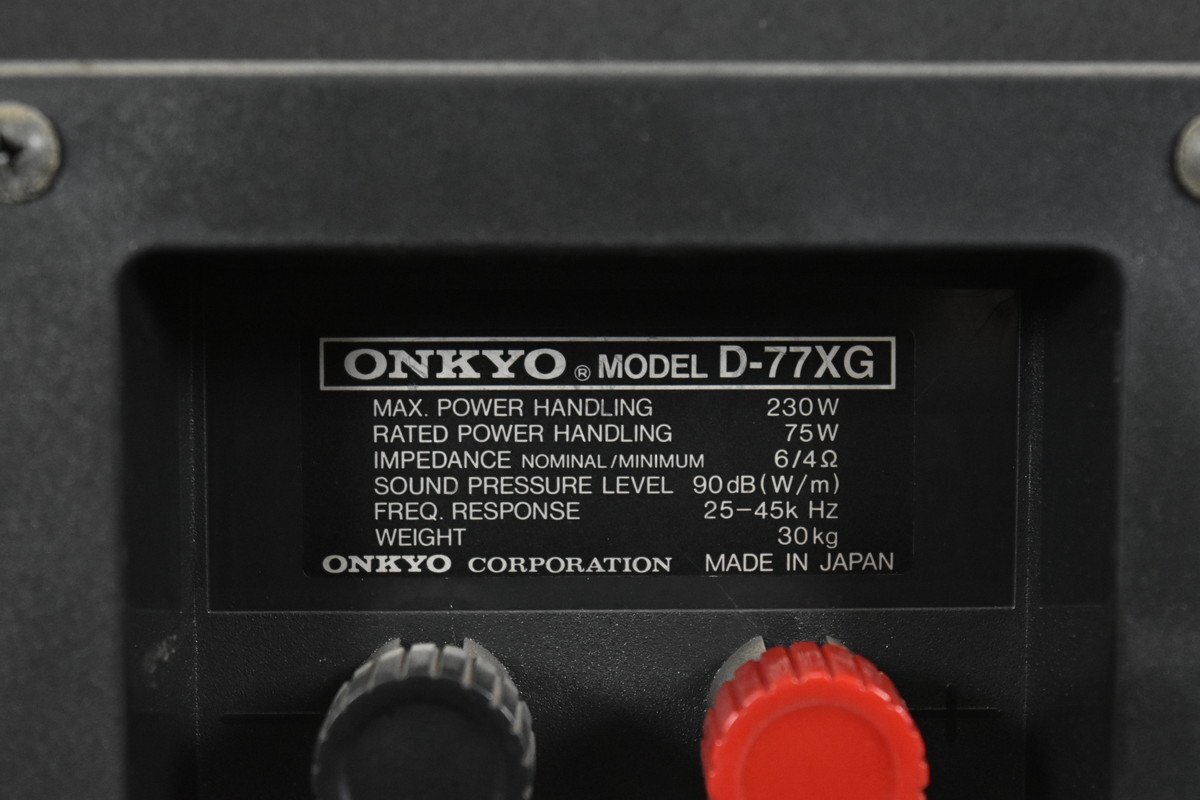 ONKYO® MODEL D-77XG
MAX. POWER HANDLING 230W
RATED POWER HANDLING 75W
IMPEDANCE NOMINAL/MINIMUM 6/4Ω
SOUND PRESSURE LEVEL 90dB(W/m)
FREQ. RESPONSE 25-45k Hz
WEIGHT 30kg
ONKYO CORPORATION MADE IN JAPAN